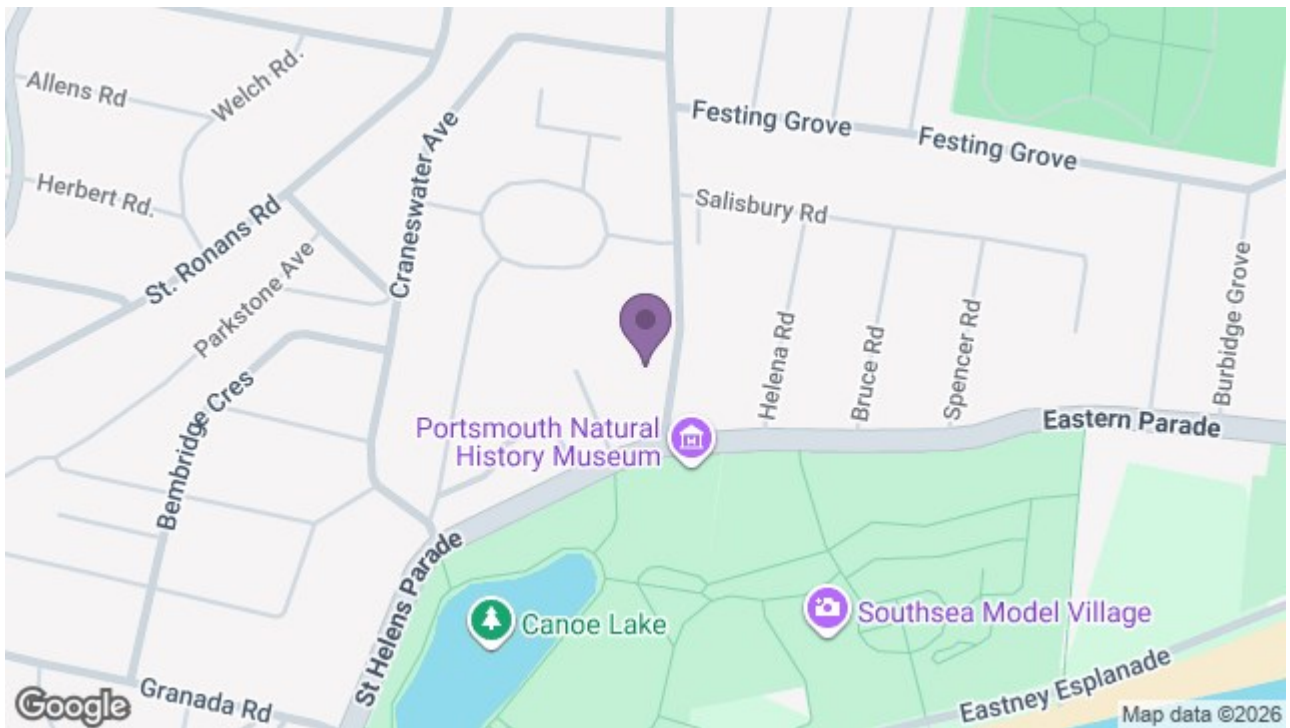 Allens Rd
Welch Rd.
Herbert Rd.
St. Ronans Rd
Craneswater Ave
Parkstone Ave
Bembridge Cres
Festing Grove
Festing Grove
Salisbury Rd
Helena Rd
Bruce Rd
Spencer Rd
Burbidge Grove
Eastern Parade
Portsmouth Natural
History Museum
St Helens Parade
Canoe Lake
Southsea Model Village
Granada Rd
Eastney Esplanade
Google
Map data ©2026